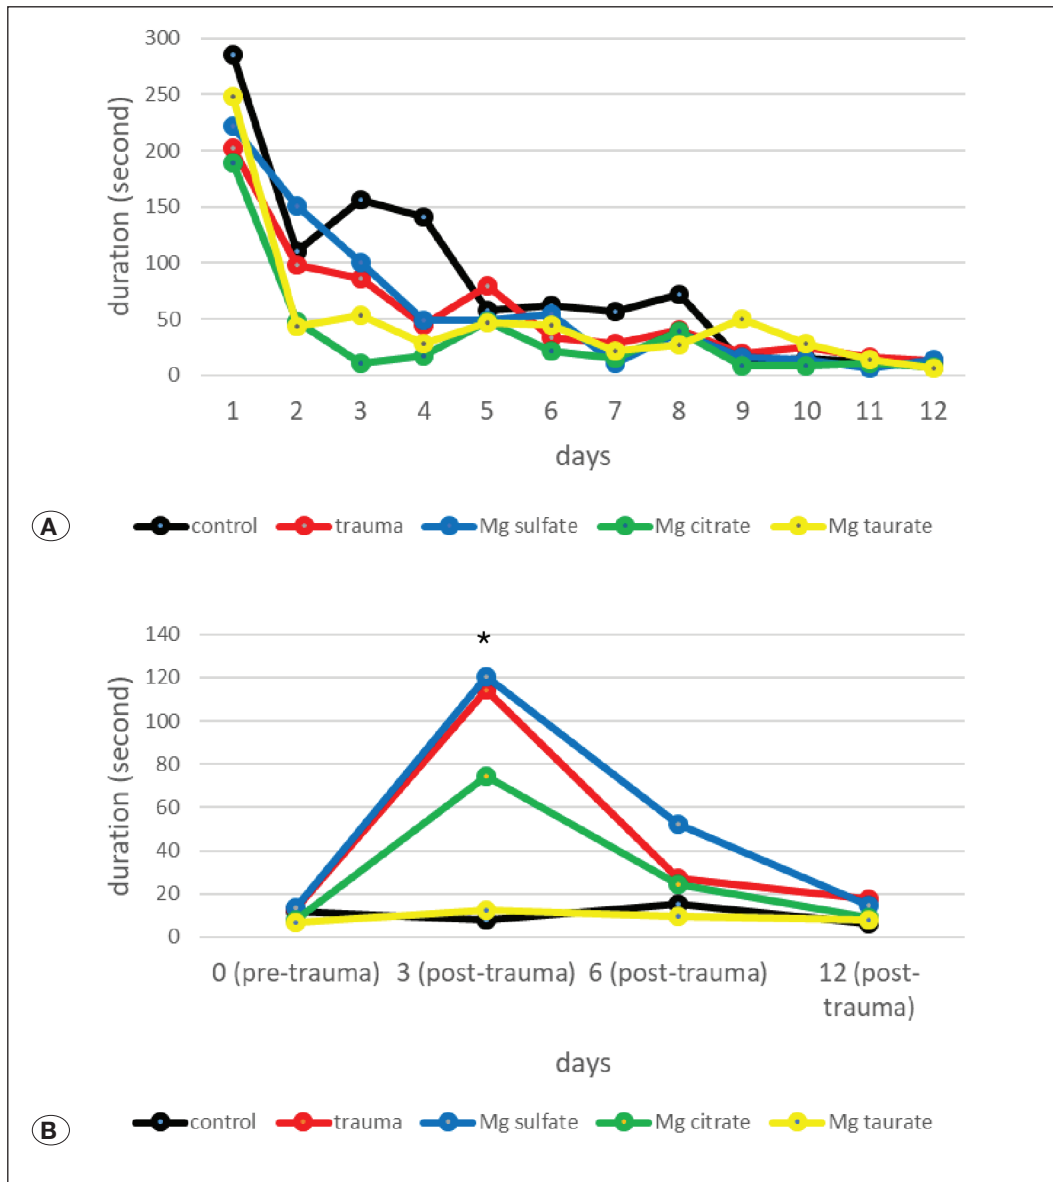 300
250
200
150
100
50
0
duration (second)
1 2 3 4 5 6 7 8 9 10 11 12
days
A
control trauma Mg sulfate Mg citrate Mg taurate
*
140
120
100
80
60
40
20
0
duration (second)
0 (pre-trauma) 3 (post-trauma) 6 (post-trauma) 12 (post-
trauma)
days
B
control trauma Mg sulfate Mg citrate Mg taurate